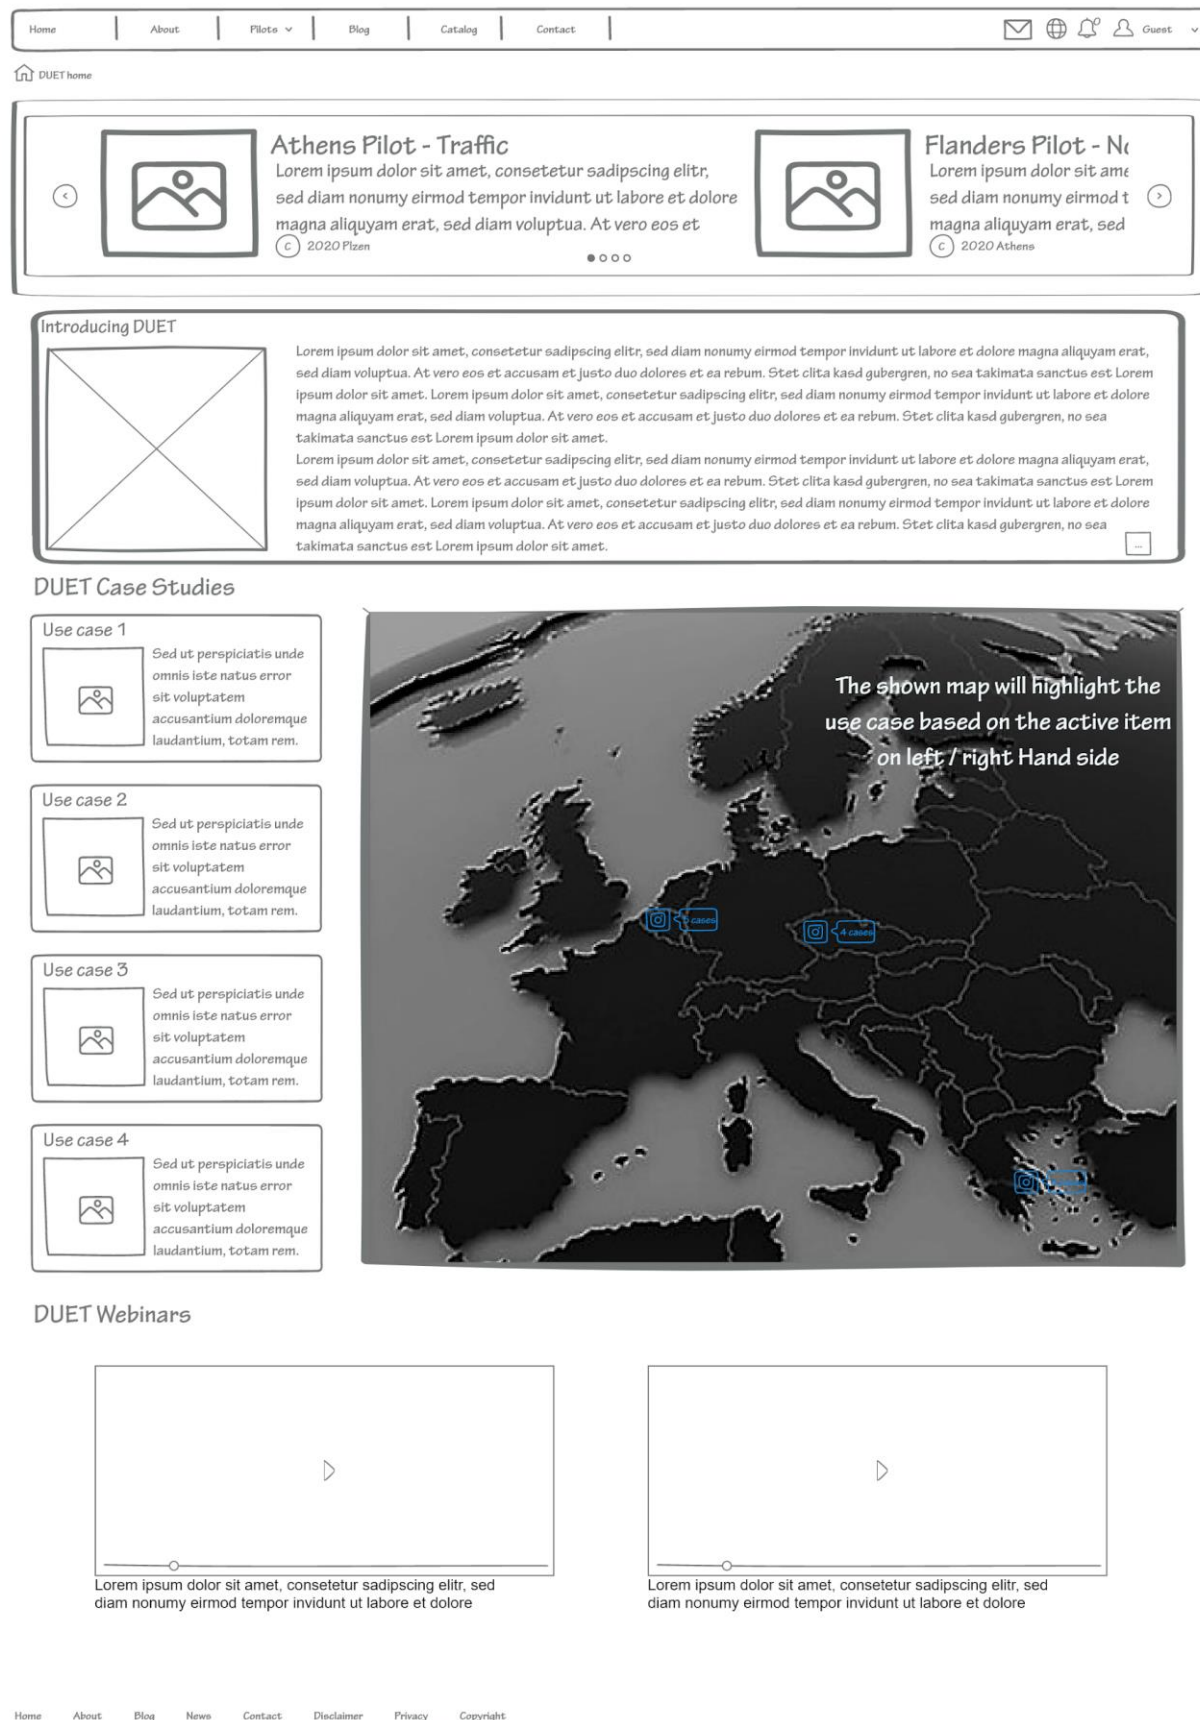 Home About Pilots Blog Catalog Contact Guest
DUET home
Athens Pilot - Traffic
Lorem ipsum dolor sit amet, consetetur sadipscing elitr,
sed diam nonumy eirmod tempor invidunt ut labore et dolore
magna aliquyam erat, sed diam voluptua. At vero eos et
C 2020 Plzen
Flanders Pilot -
Lorem ipsum dolor sit
sed diam nonumy eirmod
magna aliquyam erat, sed
C 2020 Athens
Introducing DUET
Lorem ipsum dolor sit amet, consetetur sadipscing elitr, sed diam nonumy eirmod tempor invidunt ut labore et dolore magna aliquyam erat,
sed diam voluptua. At vero eos et accusam et justo duo dolores et ea rebum. Stet clita kasd gubergren, no sea takimata sanctus est Lorem
ipsum dolor sit amet. Lorem ipsum dolor sit amet, consetetur sadipscing elitr, sed diam nonumy eirmod tempor invidunt ut labore et dolore
magna aliquyam erat, sed diam voluptua. At vero eos et accusam et justo duo dolores et ea rebum. Stet clita kasd gubergren, no sea
takimata sanctus est Lorem ipsum dolor sit amet.
Lorem ipsum dolor sit amet, consetetur sadipscing elitr, sed diam nonumy eirmod tempor invidunt ut labore et dolore magna aliquyam erat,
sed diam voluptua. At vero eos et accusam et justo duo dolores et ea rebum. Stet clita kasd gubergren, no sea takimata sanctus est Lorem
ipsum dolor sit amet. Lorem ipsum dolor sit amet, consetetur sadipscing elitr, sed diam nonumy eirmod tempor invidunt ut labore et dolore
magna aliquyam erat, sed diam voluptua. At vero eos et accusam et justo duo dolores et ea rebum. Stet clita kasd gubergren, no sea
takimata sanctus est Lorem ipsum dolor sit amet.
...
DUET Case Studies
Use case 1
Sed ut perspiciatis unde
omnis iste natus error
sit voluptatem
accusantium doloremque
laudantium, totam rem.
Use case 2
Sed ut perspiciatis unde
omnis iste natus error
sit voluptatem
accusantium doloremque
laudantium, totam rem.
Use case 3
Sed ut perspiciatis unde
omnis iste natus error
sit voluptatem
accusantium doloremque
laudantium, totam rem.
Use case 4
Sed ut perspiciatis unde
omnis iste natus error
sit voluptatem
accusantium doloremque
laudantium, totam rem.
The shown map will highlight the
use case based on the active item
on left / right Hand side
cases
4 cases
DUET Webinars
Lorem ipsum dolor sit amet, consetetur sadipscing elitr, sed
diam nonumy eirmod tempor invidunt ut labore et dolore
Lorem ipsum dolor sit amet, consetetur sadipscing elitr, sed
diam nonumy eirmod tempor invidunt ut labore et dolore
Home About Blog News Contact Disclaimer Privacy Copyright